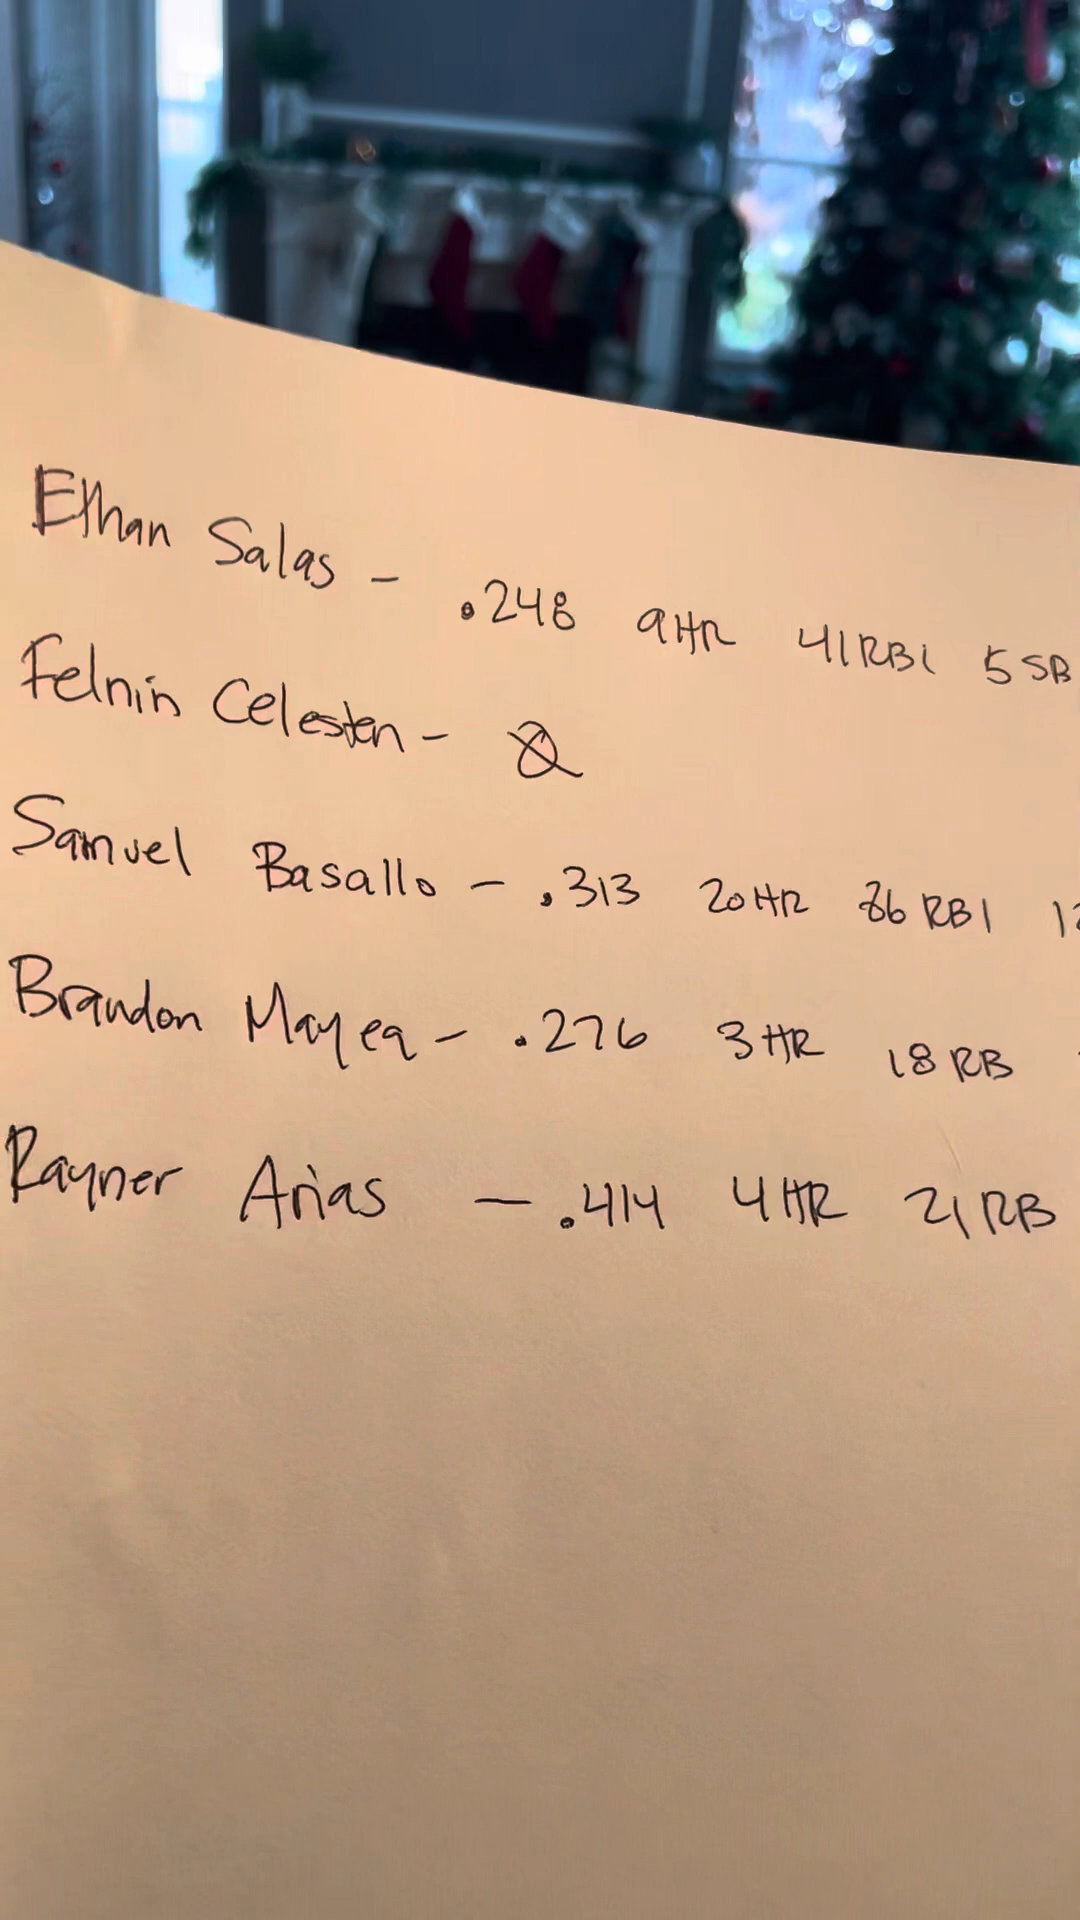 Ethan Salas - .248 9HR 41RBI 5SB
Felnin Celesten - Ø
Samuel Basallo - .313 20HR 86RBI 12
Brandon Mayea - .276 3HR 18RB
Rayner Arias - .414 4HR 21RB